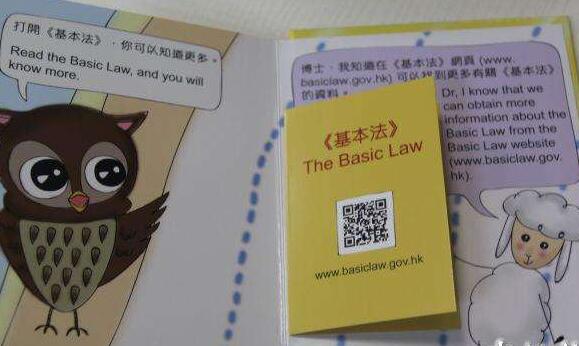 打開《基本法》，你可以知道更多。
Read the Basic Law, and you will
know more.
博士，我知道在《基本法》網頁 (www.
basiclaw.gov.hk) 可以找到更多有關《基本法》
的資料。
Dr, I know that we
can obtain more
information about the
Basic Law from the
Basic Law website
(www.basiclaw.gov.
hk).
《基本法》
The Basic Law
www.basiclaw.gov.hk